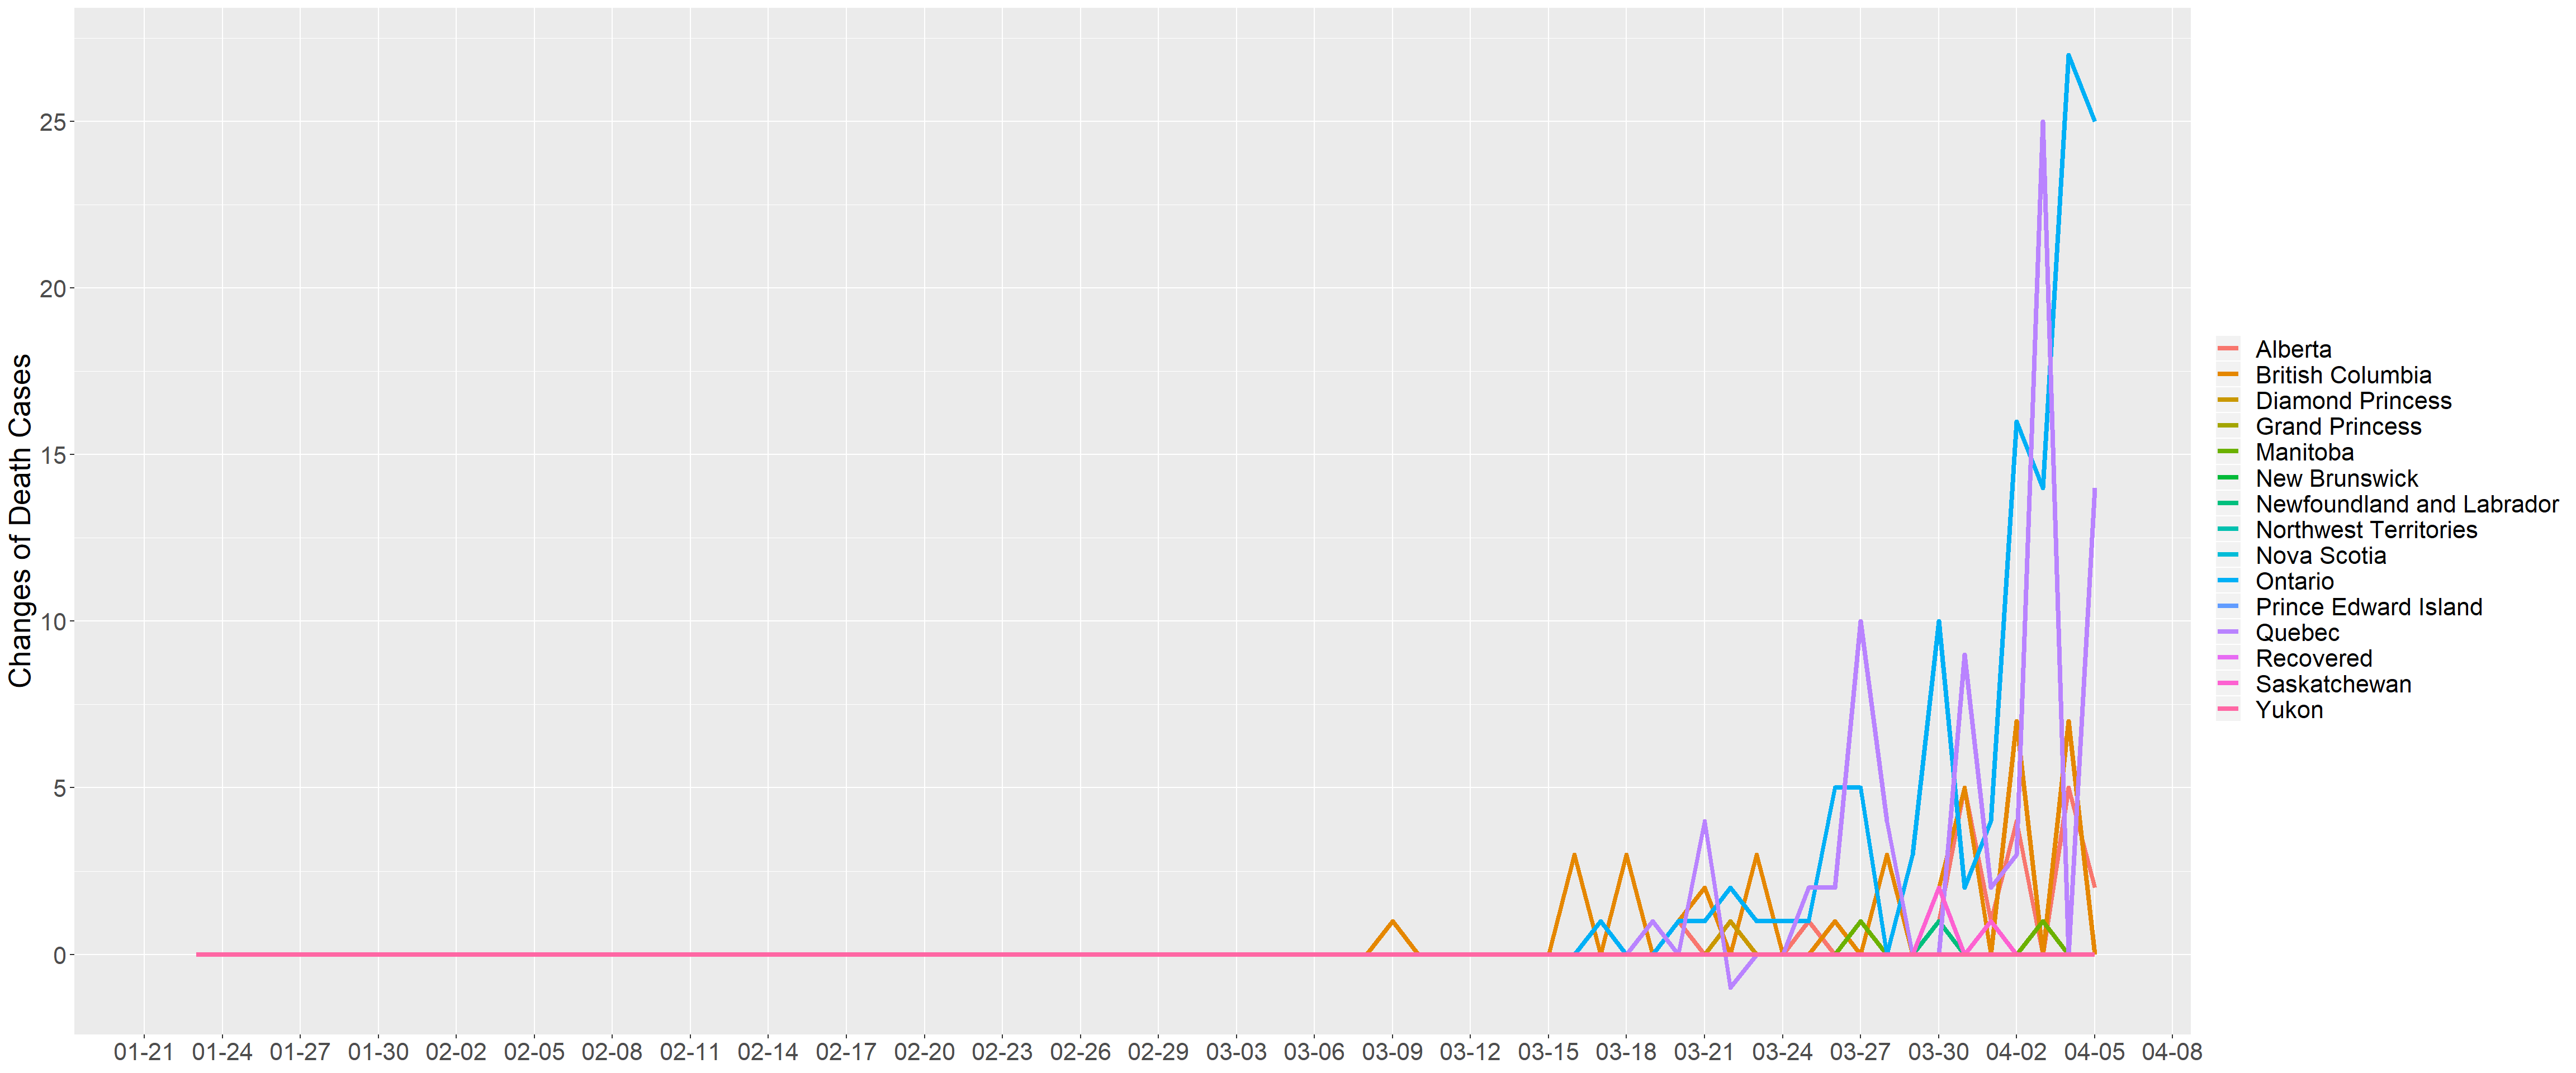 Changes of Death Cases
25
20
15
10
5
0
01-21 01-24 01-27 01-30 02-02 02-05 02-08 02-11 02-14 02-17 02-20 02-23 02-26 02-29 03-03 03-06 03-09 03-12 03-15 03-18 03-21 03-24 03-27 03-30 04-02 04-05 04-08
Alberta
British Columbia
Diamond Princess
Grand Princess
Manitoba
New Brunswick
Newfoundland and Labrador
Northwest Territories
Nova Scotia
Ontario
Prince Edward Island
Quebec
Recovered
Saskatchewan
Yukon